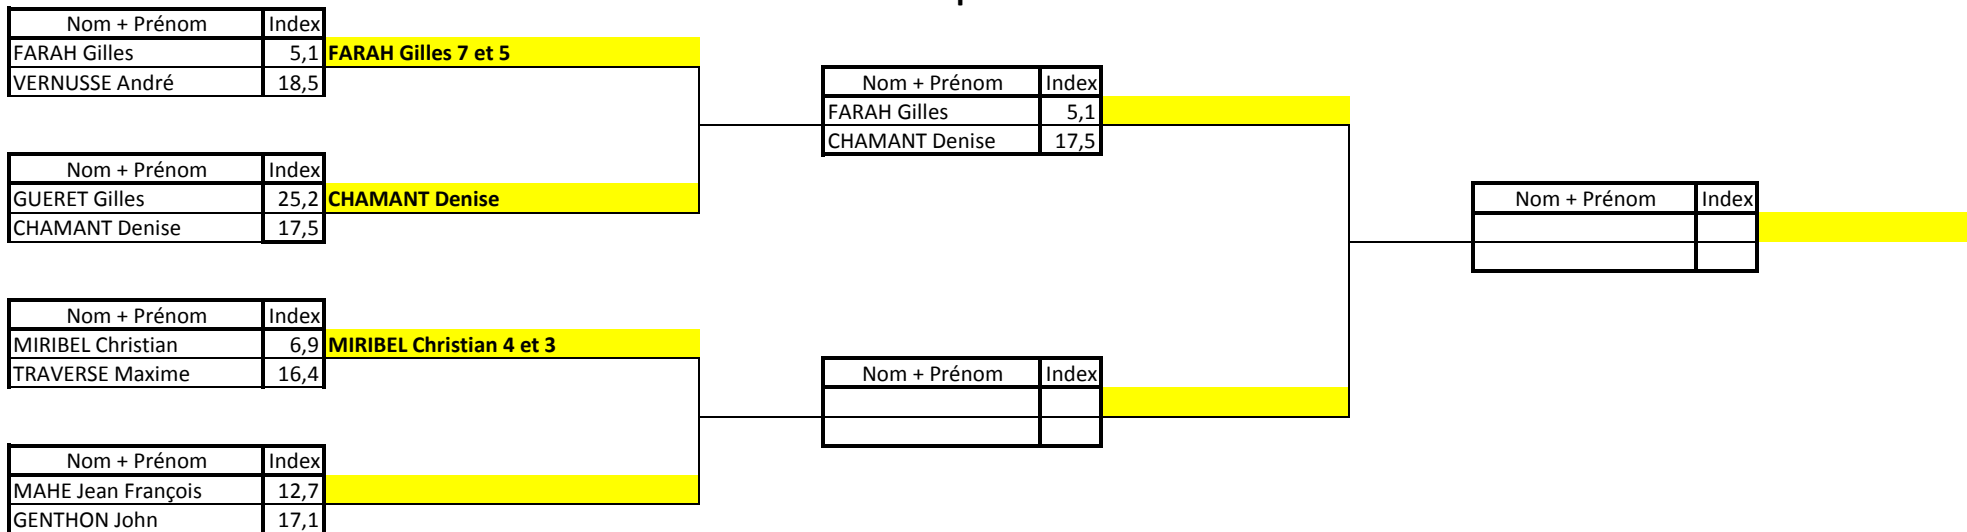 Nom + Prénom Index
FARAH Gilles 5,1 FARAH Gilles 7 et 5
VERNUSSE André 18,5
Nom + Prénom Index
GUERET Gilles 25,2 CHAMANT Denise
CHAMANT Denise 17,5
Nom + Prénom Index
MIRIBEL Christian 6,9 MIRIBEL Christian 4 et 3
TRAVERSE Maxime 16,4
Nom + Prénom Index
MAHE Jean François 12,7
GENTHON John 17,1
Nom + Prénom Index
FARAH Gilles 5,1
CHAMANT Denise 17,5
Nom + Prénom Index
Nom + Prénom Index